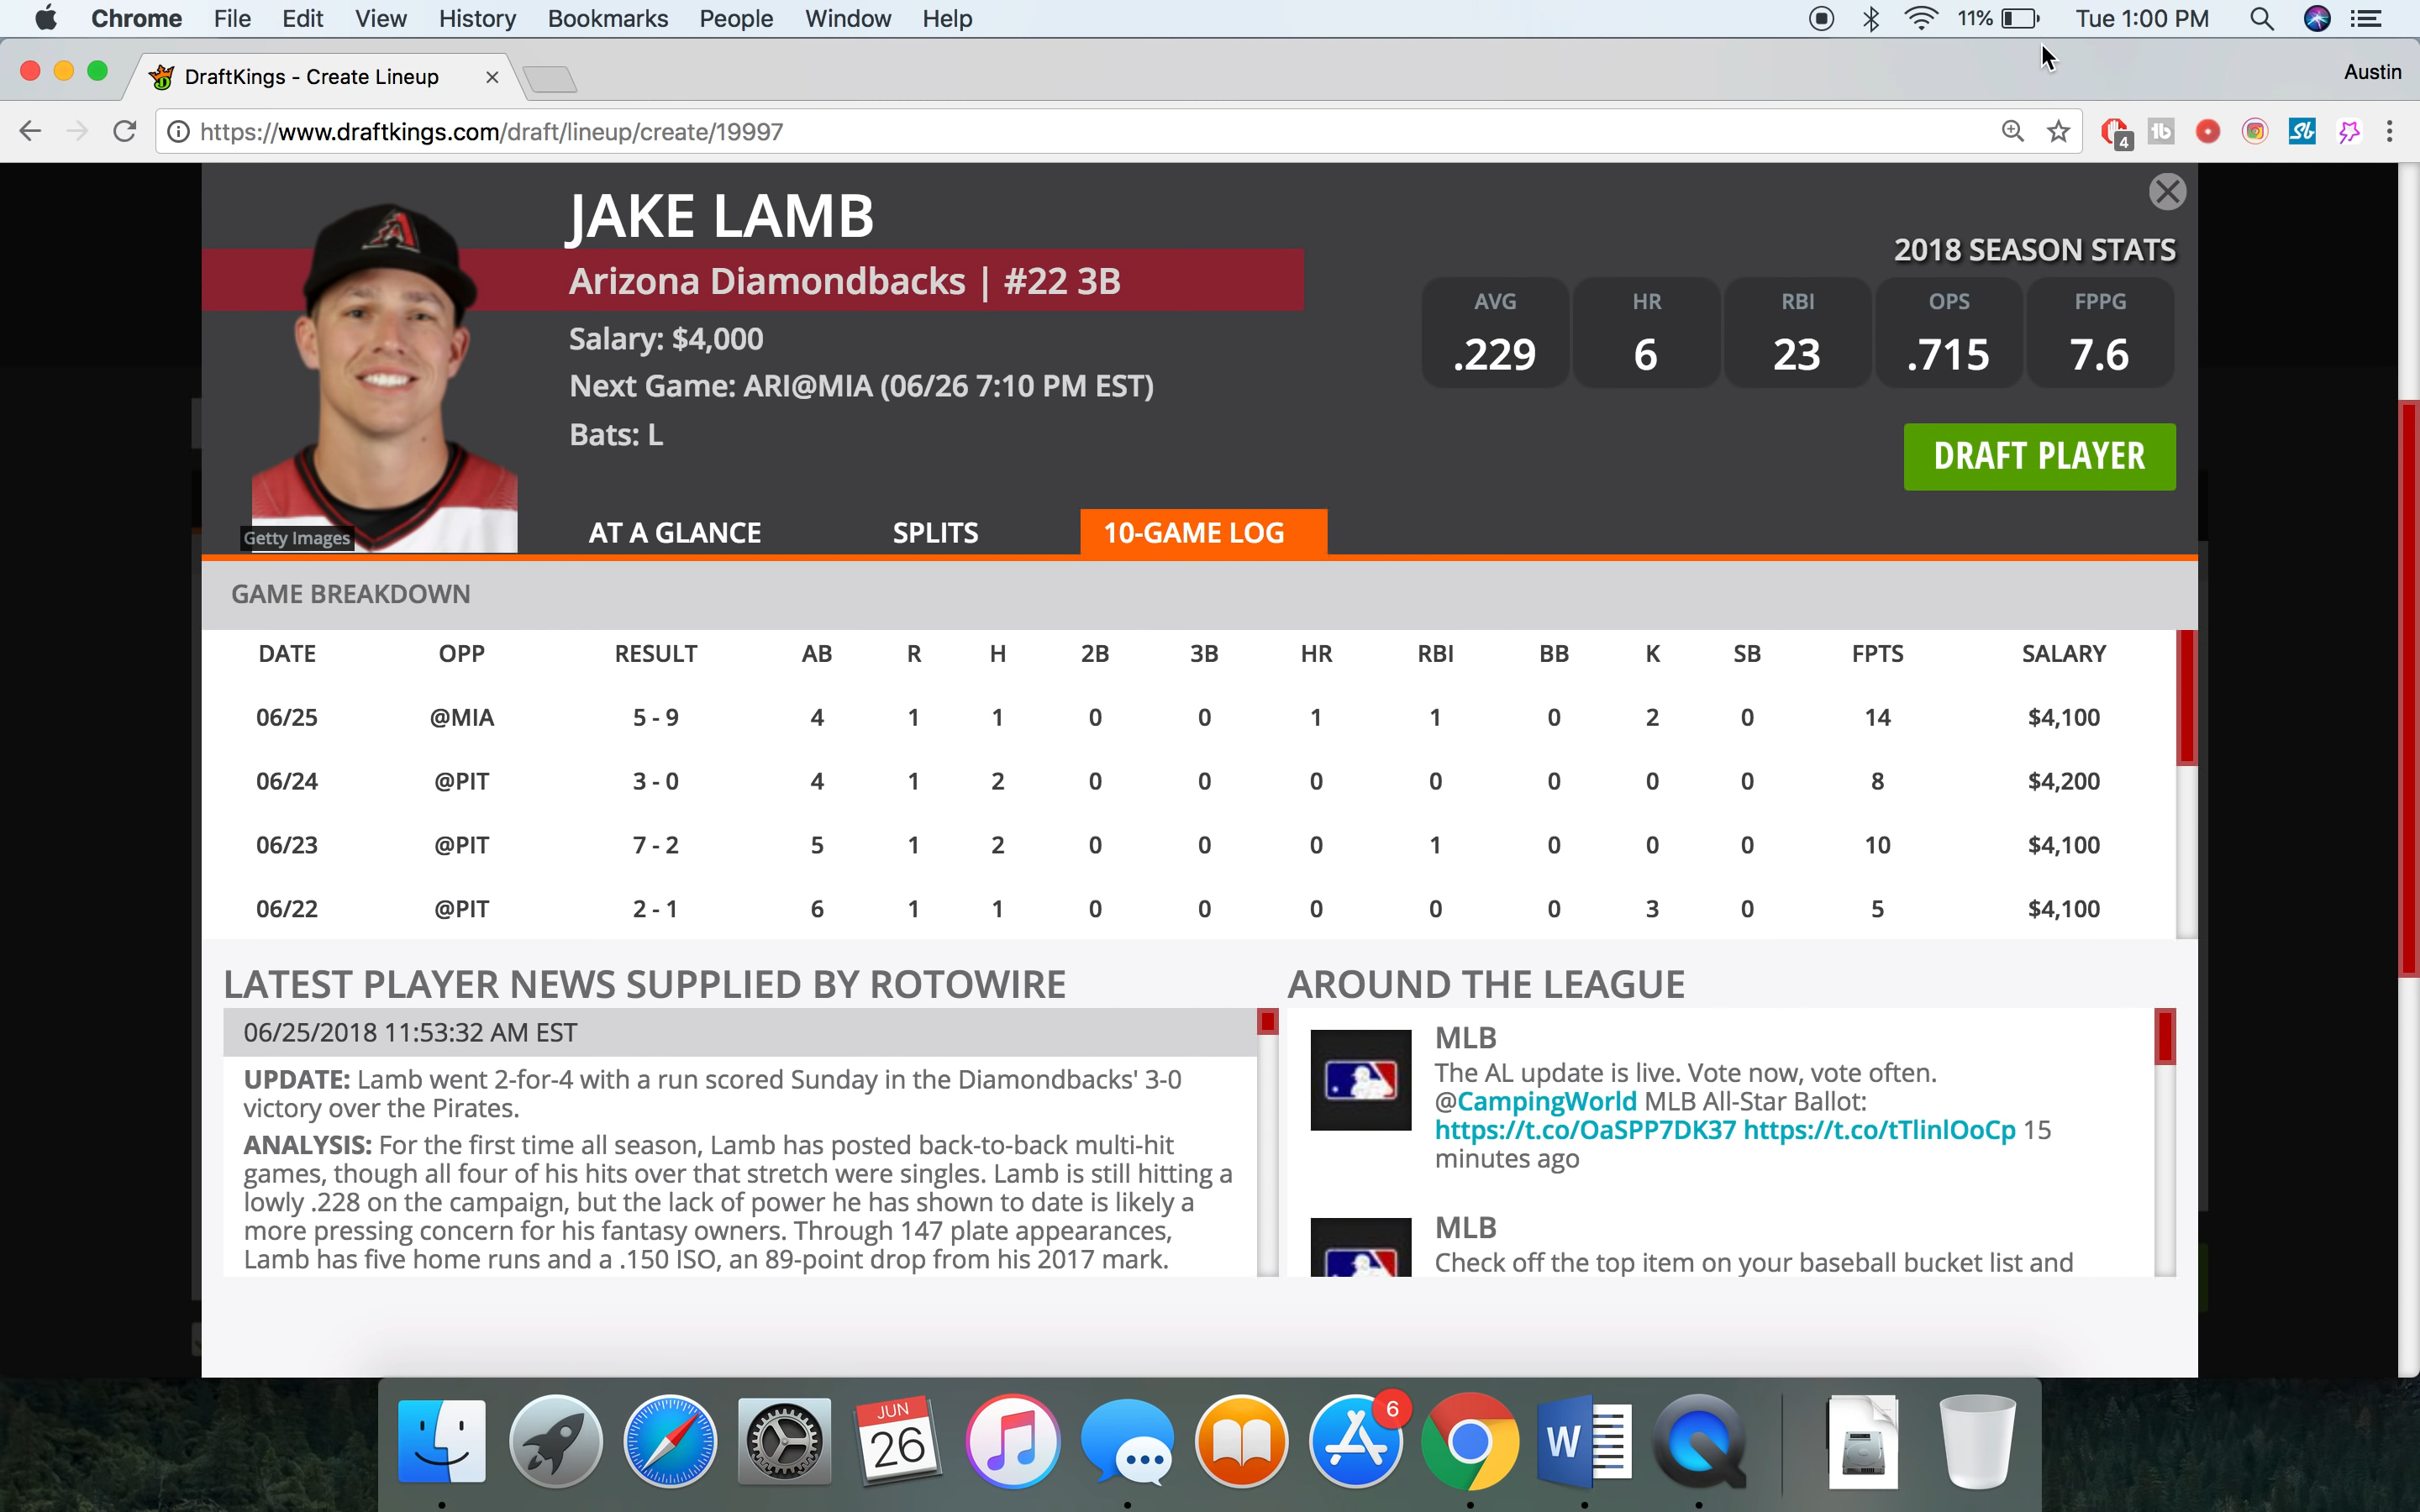 Chrome File Edit View History Bookmarks People Window Help 11% Tue 1:00 PM
DraftKings - Create Lineup Austin
https://www.draftkings.com/draft/lineup/create/19997 4 tb Sb
JAKE LAMB
Arizona Diamondbacks | #22 3B
Salary: $4,000
Next Game: ARI@MIA (06/26 7:10 PM EST)
Bats: L
2018 SEASON STATS
AVG HR RBI OPS FPPG
.229 6 23 .715 7.6
DRAFT PLAYER
Getty Images
AT A GLANCE SPLITS 10-GAME LOG
GAME BREAKDOWN
DATE OPP RESULT AB R H 2B 3B HR RBI BB K SB FPTS SALARY
06/25 @MIA 5 - 9 4 1 1 0 0 1 1 0 2 0 14 $4,100
06/24 @PIT 3 - 0 4 1 2 0 0 0 0 0 0 0 8 $4,200
06/23 @PIT 7 - 2 5 1 2 0 0 0 1 0 0 0 10 $4,100
06/22 @PIT 2 - 1 6 1 1 0 0 0 0 0 3 0 5 $4,100
LATEST PLAYER NEWS SUPPLIED BY ROTOWIRE
06/25/2018 11:53:32 AM EST
UPDATE: Lamb went 2-for-4 with a run scored Sunday in the Diamondbacks' 3-0
victory over the Pirates.
ANALYSIS: For the first time all season, Lamb has posted back-to-back multi-hit
games, though all four of his hits over that stretch were singles. Lamb is still hitting a
lowly .228 on the campaign, but the lack of power he has shown to date is likely a
more pressing concern for his fantasy owners. Through 147 plate appearances,
Lamb has five home runs and a .150 ISO, an 89-point drop from his 2017 mark.
AROUND THE LEAGUE
MLB
The AL update is live. Vote now, vote often.
@CampingWorld MLB All-Star Ballot:
https://t.co/OaSPP7DK37 https://t.co/tTlinlOoCp 15
minutes ago
MLB
Check off the top item on your baseball bucket list and
JUN
26
6
W